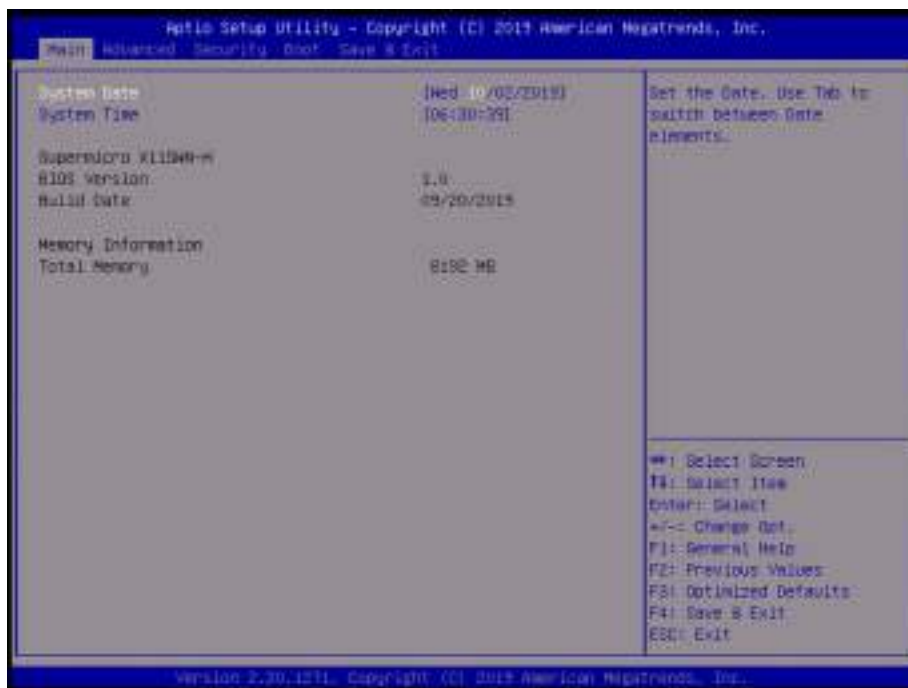 Aptio Setup Utility - Copyright (C) 2019 American Megatrends, Inc.
Main Advanced Security Boot Save & Exit
System Date [Wed 10/02/2019]
System Time [06:30:39]
Supermicro
BIOS Version 1.0
Build Date 09/20/2019
Memory Information
Total Memory 8192 MB
Set the Date. Use Tab to
switch between Date
elements.
→←: Select Screen
↑↓: Select Item
Enter: Select
+/-: Change Opt.
F1: General Help
F2: Previous Values
F3: Optimized Defaults
F4: Save & Exit
ESC: Exit
Version 2.20.1271. Copyright (C) 2019 American Megatrends, Inc.